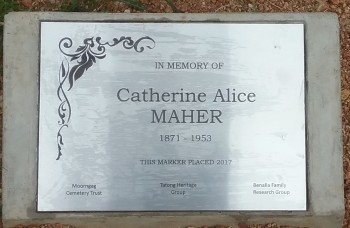 IN MEMORY OF
Catherine Alice
MAHER
1871 - 1953
THIS MARKER PLACED 2017
Moorngag Tatong Heritage Benalla Family
Cemetery Trust Group Research Group